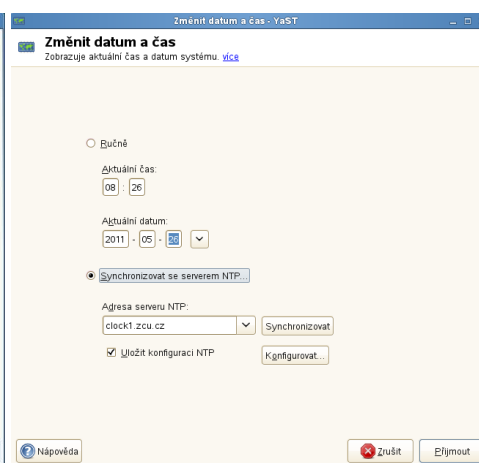 Změnit datum a čas - YaST
Změnit datum a čas
Zobrazuje aktuální čas a datum systému. více
Ručně
Aktuální čas:
08 : 26
Aktuální datum:
2011 - 05 - 26
Synchronizovat se serverem NTP...
Adresa serveru NTP:
clock1.zcu.cz Synchronizovat
Uložit konfiguraci NTP Konfigurovat...
Nápověda Zrušit Přijmout